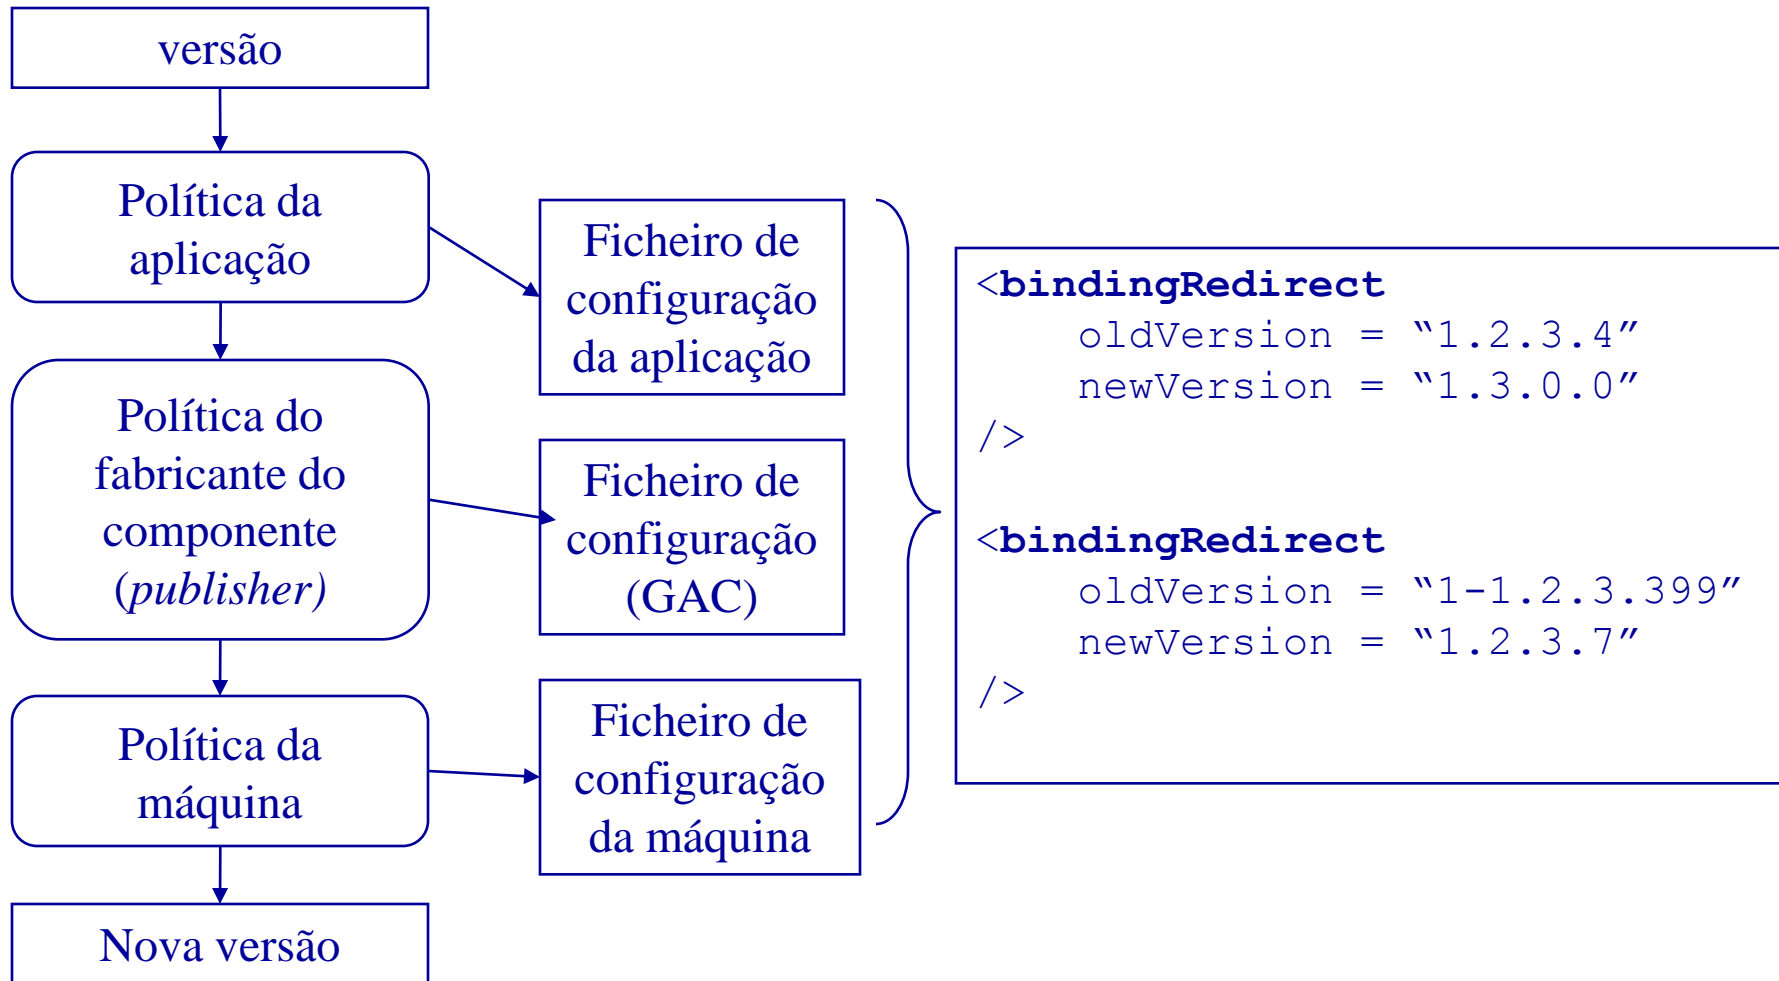 versão
Política da
aplicação
Política do
fabricante do
componente
(publisher)
Política da
máquina
Nova versão
Ficheiro de
configuração
da aplicação
Ficheiro de
configuração
(GAC)
Ficheiro de
configuração
da máquina
<bindingRedirect
oldVersion = “1.2.3.4”
newVersion = “1.3.0.0”
/>
<bindingRedirect
oldVersion = “1-1.2.3.399”
newVersion = “1.2.3.7”
/>